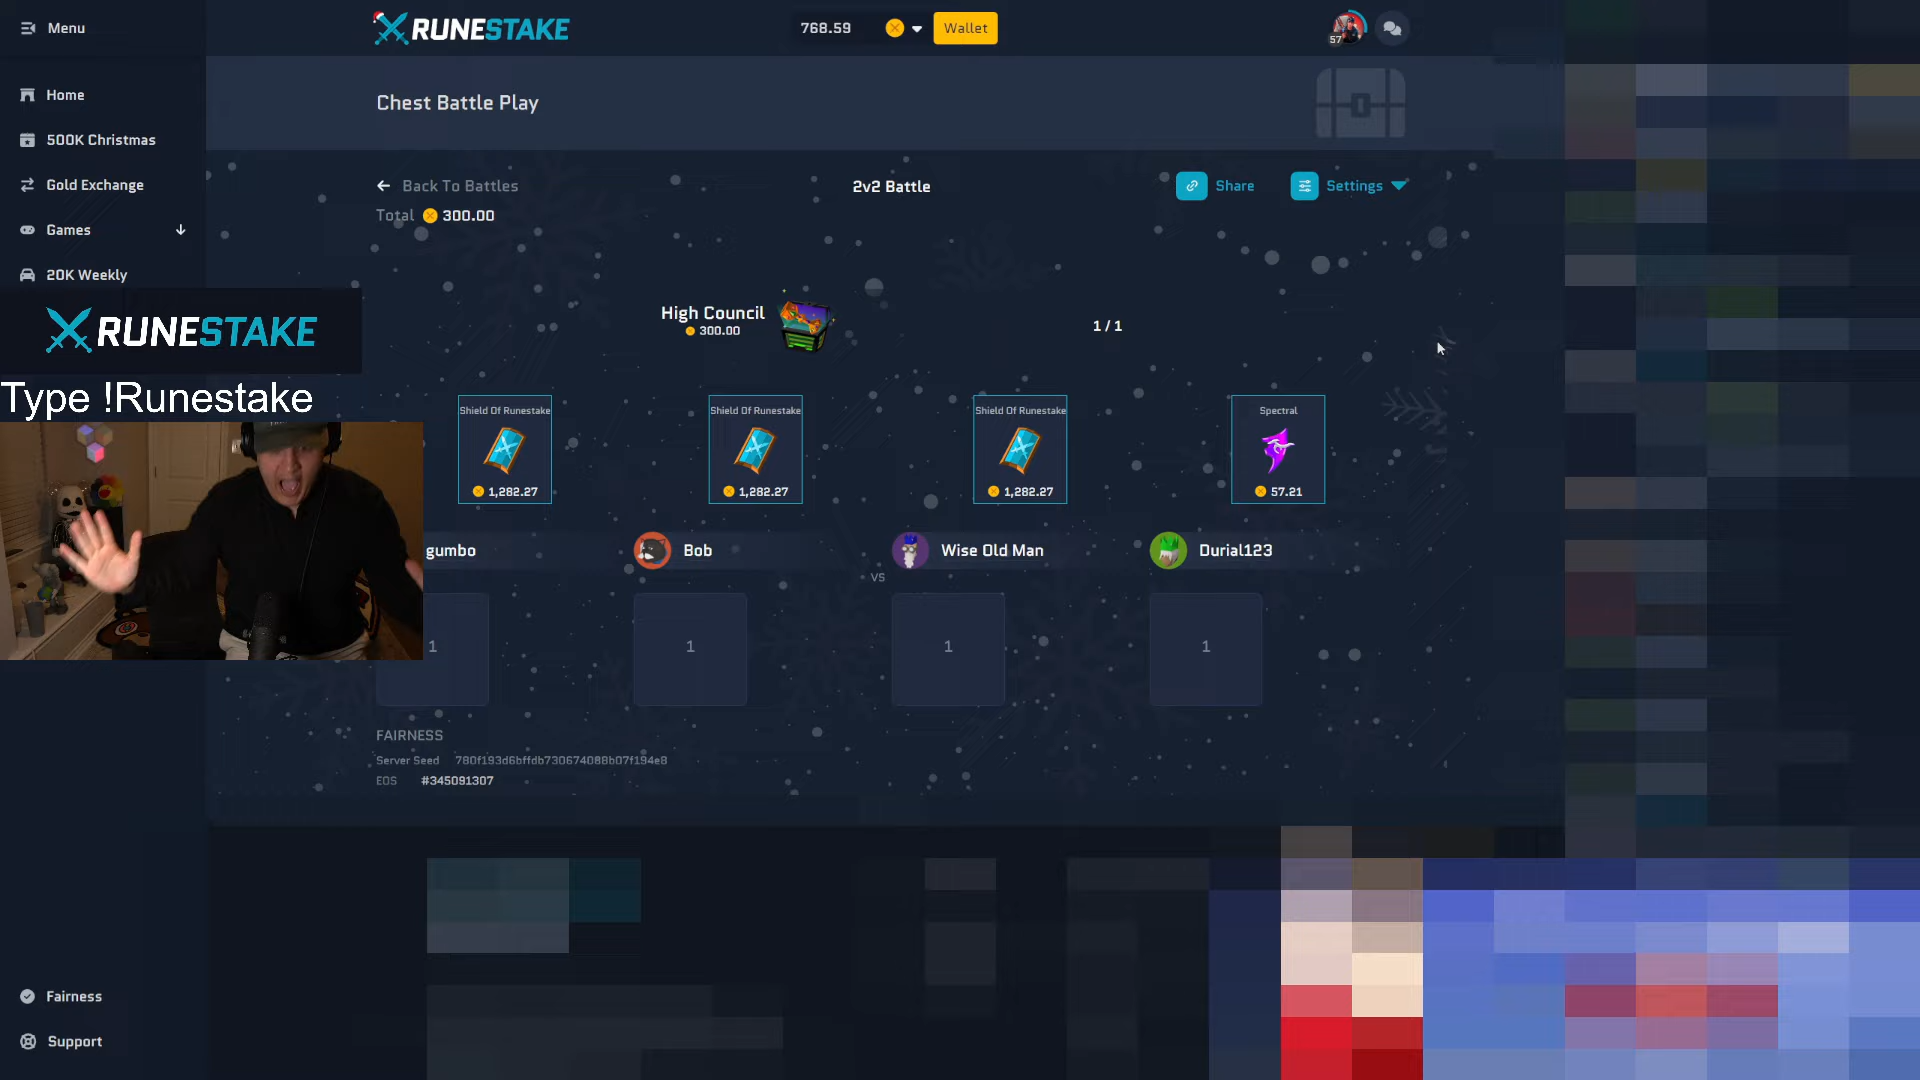 Menu
RUNESTAKE
768.59
Wallet
57
Home
500K Christmas
Gold Exchange
Games
20K Weekly
Chest Battle Play
Back To Battles
2v2 Battle
Share
Settings
Total 300.00
High Council
300.00
1 / 1
RUNESTAKE
Type !Runestake
Shield Of Runestake
1,282.27
Shield Of Runestake
1,282.27
Shield Of Runestake
1,282.27
Spectral
57.21
gumbo
Bob
VS
Wise Old Man
Durial123
1
1
1
1
FAIRNESS
Server Seed 780f193d6bffdb730674088b07f194e8
EOS #345091307
Fairness
Support